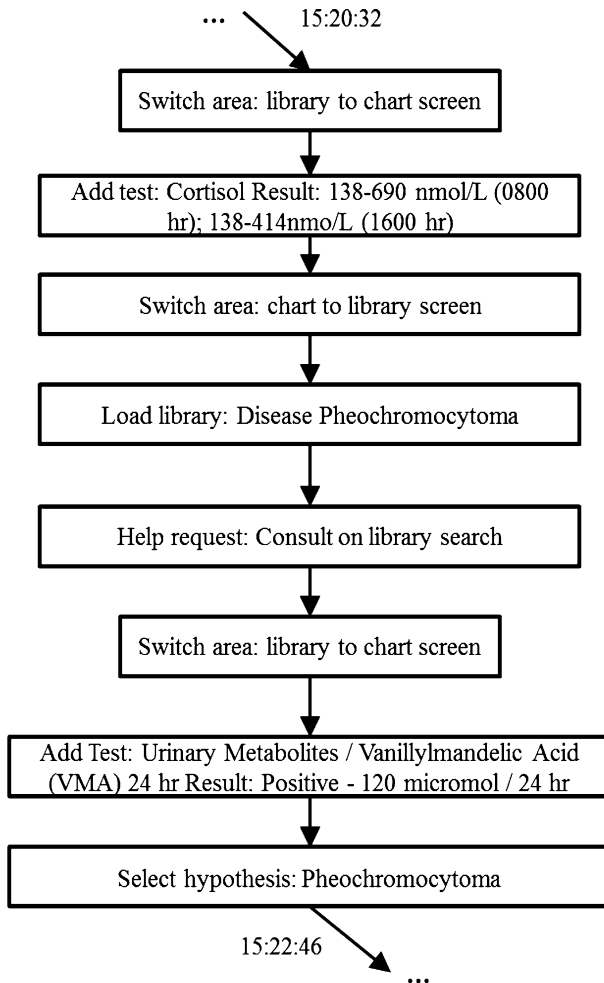 ... 15:20:32
Switch area: library to chart screen
Add test: Cortisol Result: 138-690 nmol/L (0800
hr); 138-414nmo/L (1600 hr)
Switch area: chart to library screen
Load library: Disease Pheochromocytoma
Help request: Consult on library search
Switch area: library to chart screen
Add Test: Urinary Metabolites / Vanillylmandelic Acid
(VMA) 24 hr Result: Positive - 120 micromol / 24 hr
Select hypothesis: Pheochromocytoma
15:22:46
...